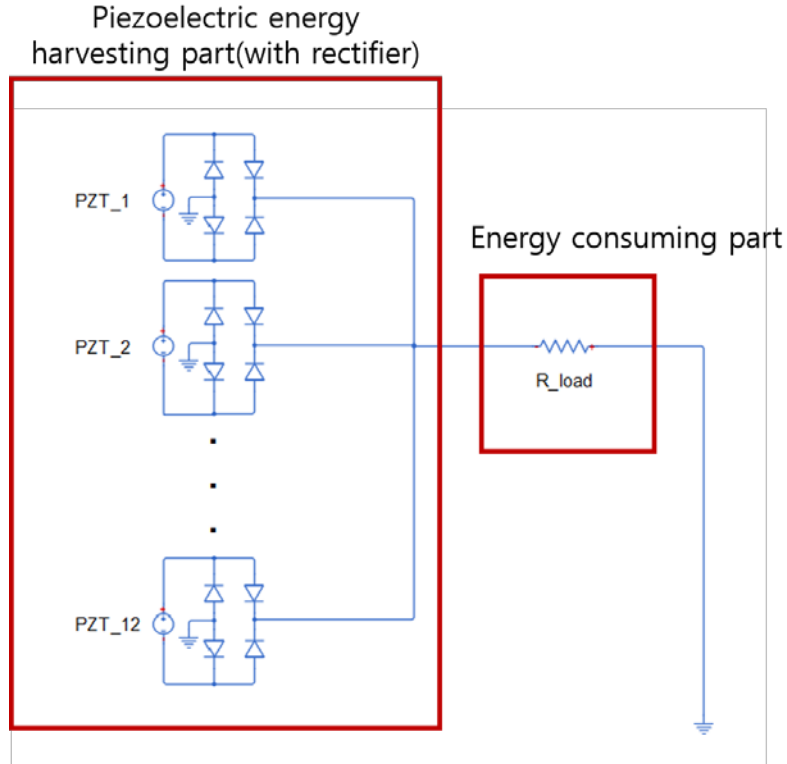 Piezoelectric energy
harvesting part(with rectifier)
PZT_1
Energy consuming part
PZT_2
R_load
PZT_12